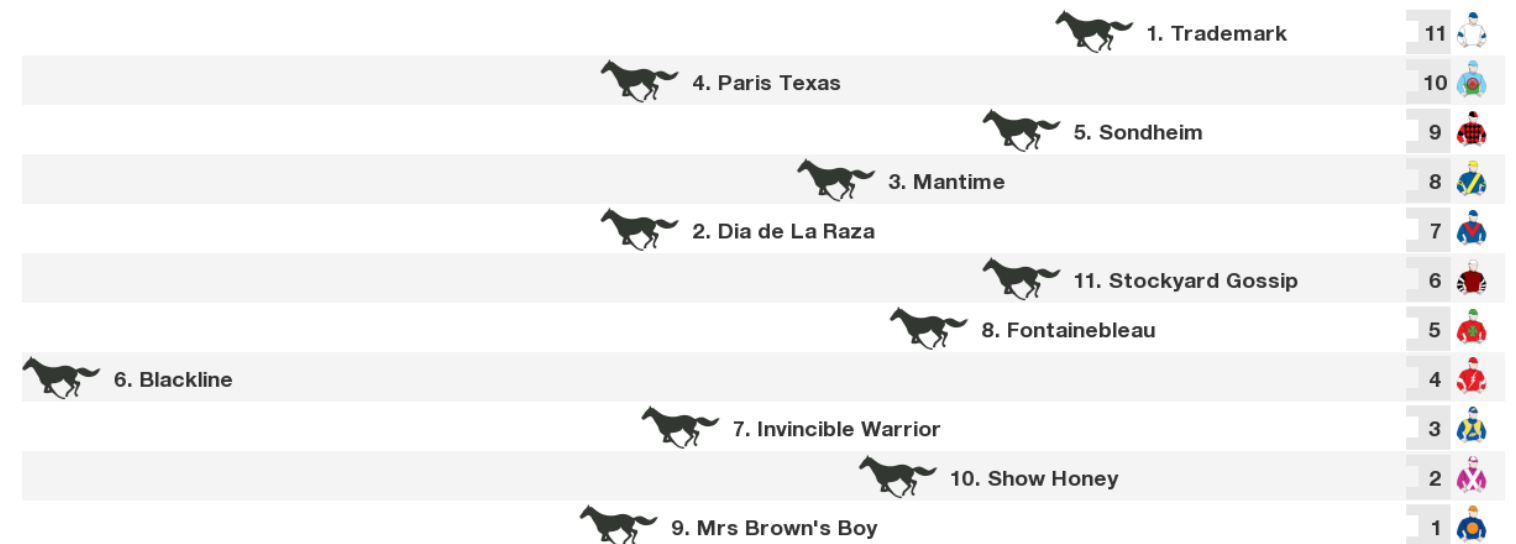 1. Trademark 11
4. Paris Texas 10
5. Sondheim 9
3. Mantime 8
2. Dia de La Raza 7
11. Stockyard Gossip 6
8. Fontainebleau 5
6. Blackline 4
7. Invincible Warrior 3
10. Show Honey 2
9. Mrs Brown's Boy 1